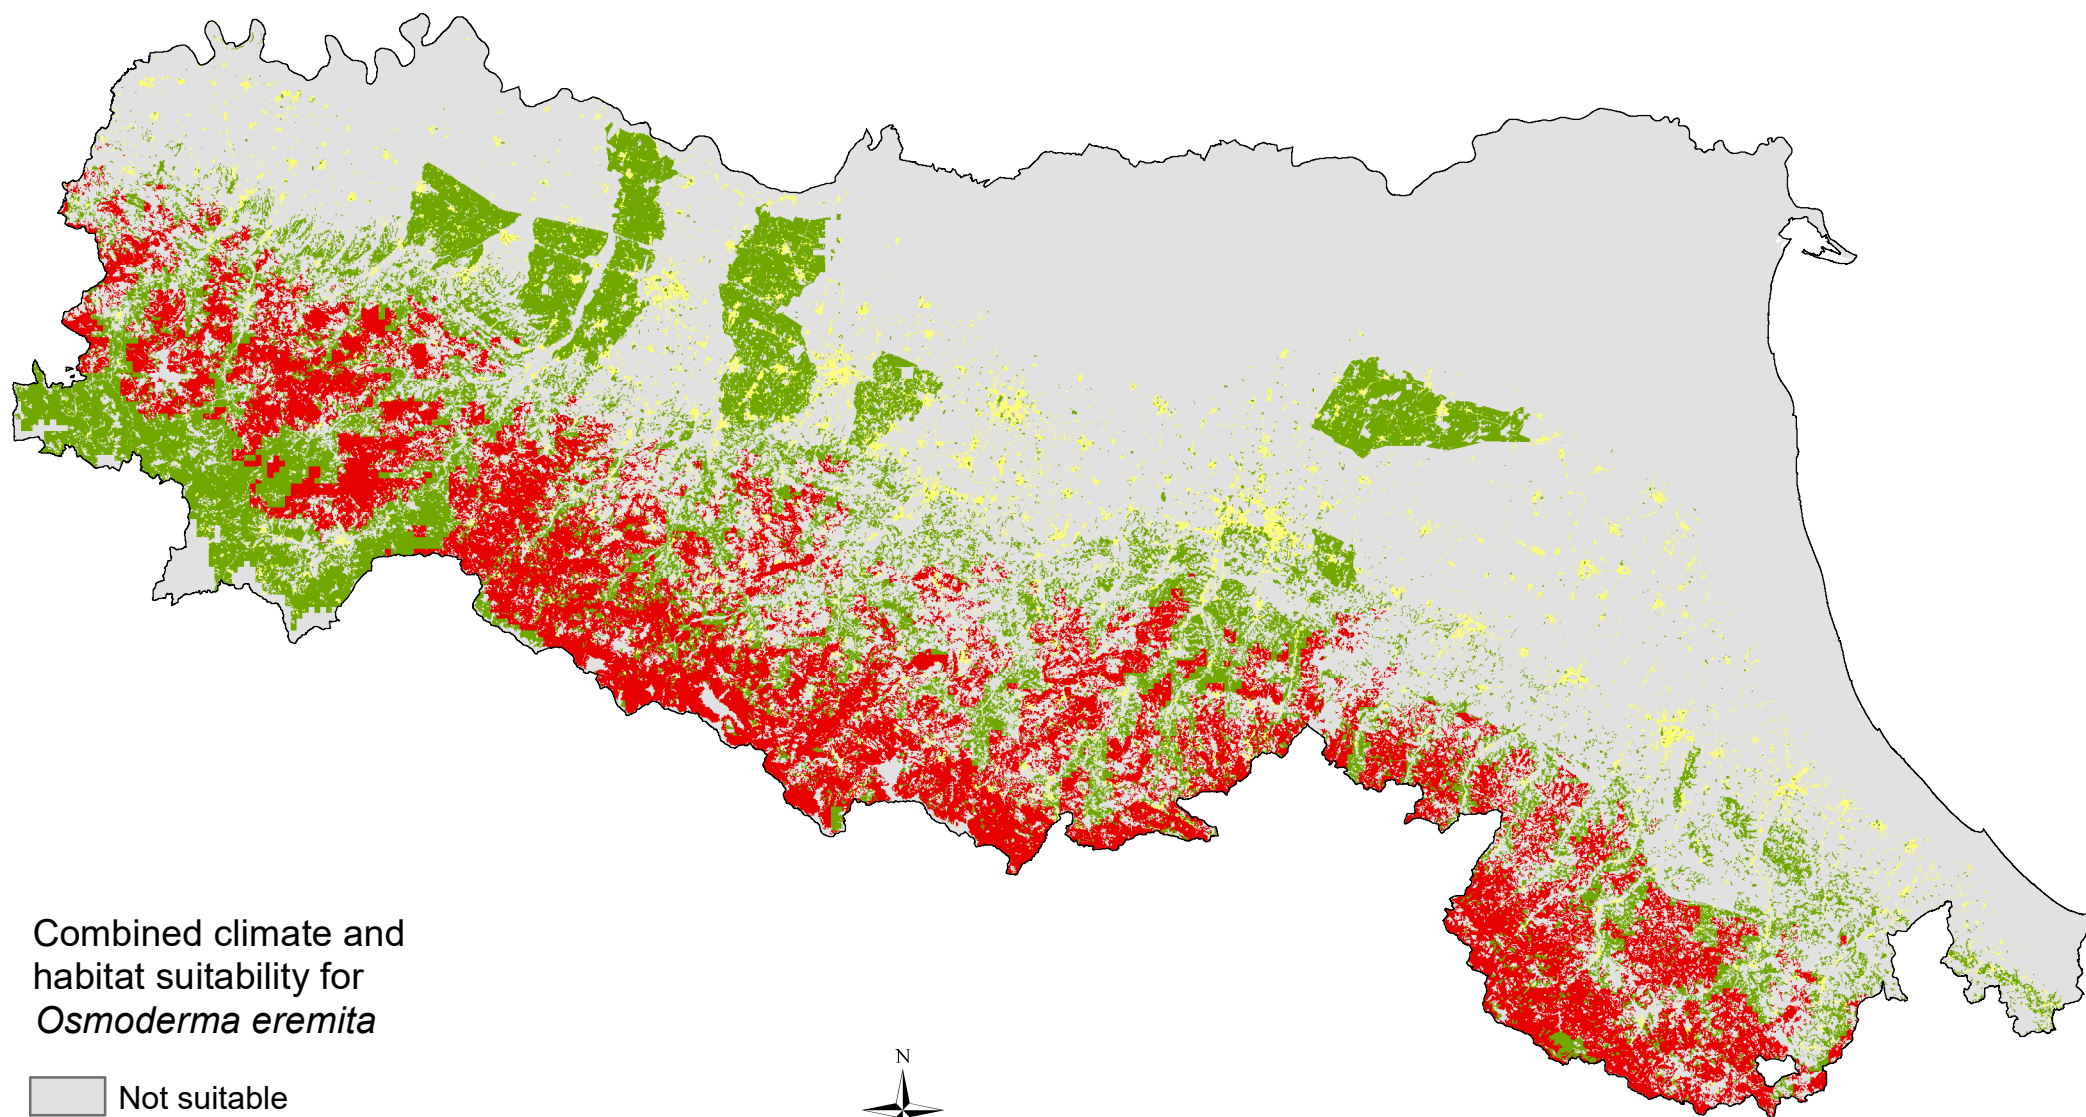 Combined climate and
habitat suitability for
Osmoderma eremita
Not suitable
N